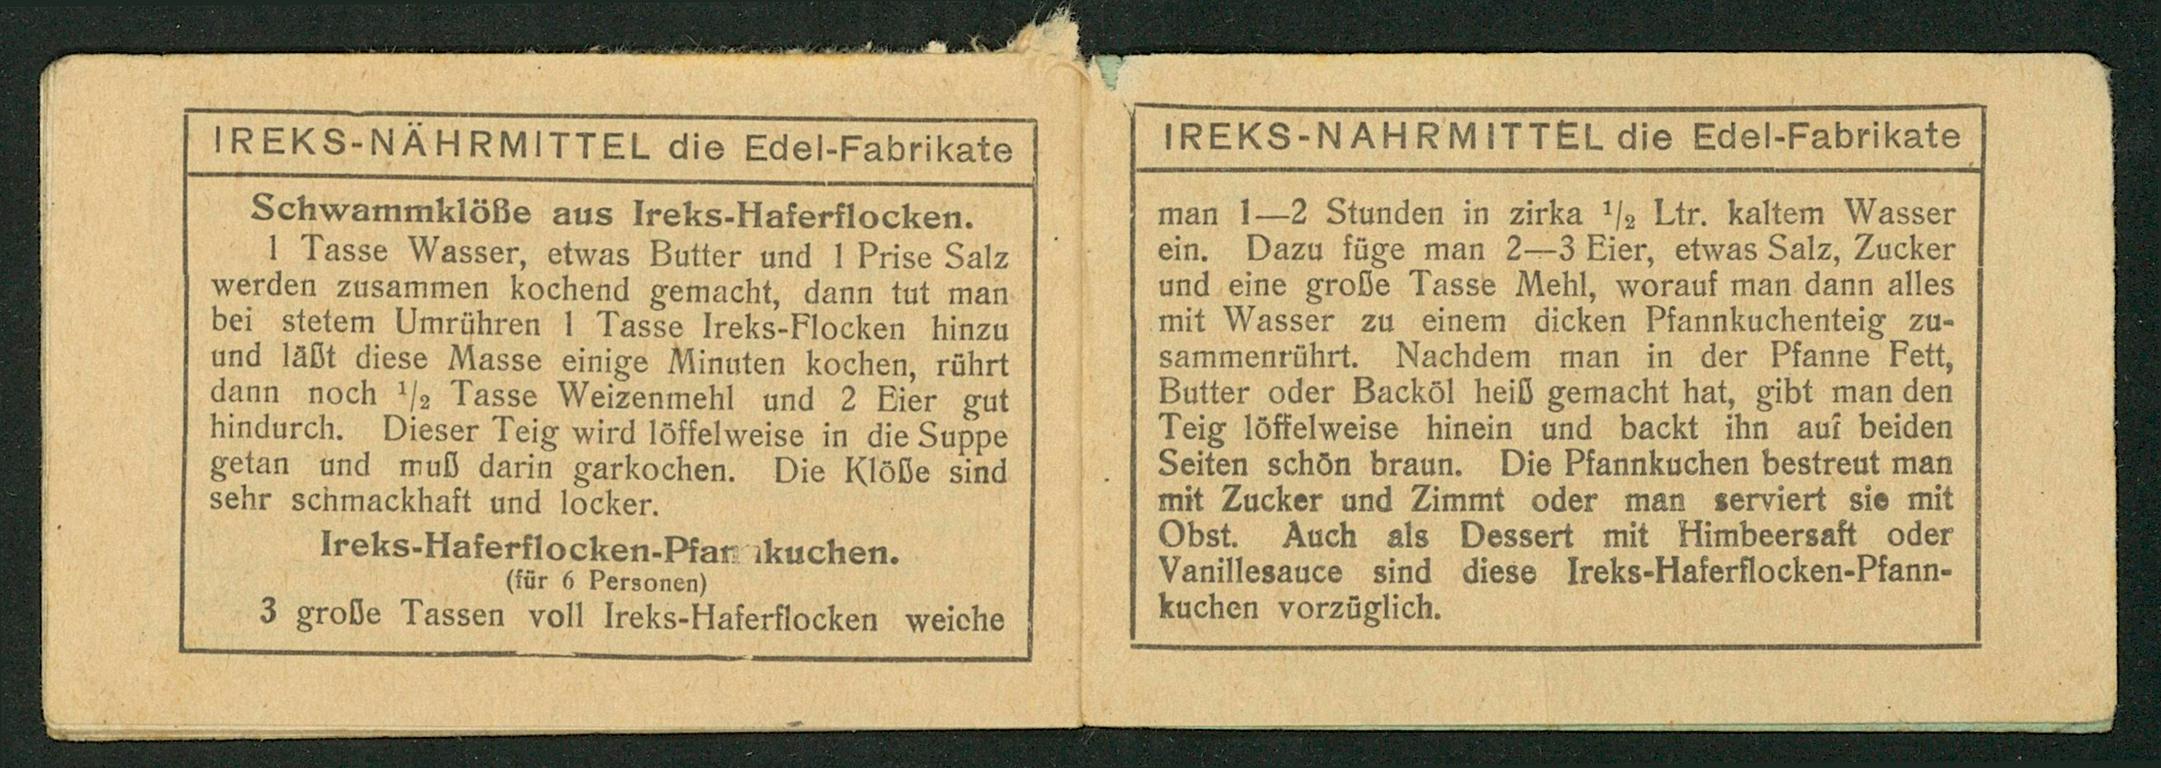 IREKS-NÄHRMITTEL die Edel-Fabrikate
Schwammklöße aus Ireks-Haferflocken.
1 Tasse Wasser, etwas Butter und 1 Prise Salz
werden zusammen kochend gemacht, dann tut man
bei stetem Umrühren 1 Tasse Ireks-Flocken hinzu
und läßt diese Masse einige Minuten kochen, rührt
dann noch 1/2 Tasse Weizenmehl und 2 Eier gut
hindurch. Dieser Teig wird löffelweise in die Suppe
getan und muß darin garkochen. Die Klöße sind
sehr schmackhaft und locker.
Ireks-Haferflocken-Pfannkuchen.
(für 6 Personen)
3 große Tassen voll Ireks-Haferflocken weiche
IREKS-NAHRMITTEL die Edel-Fabrikate
man 1—2 Stunden in zirka 1/2 Ltr. kaltem Wasser
ein. Dazu füge man 2—3 Eier, etwas Salz, Zucker
und eine große Tasse Mehl, worauf man dann alles
mit Wasser zu einem dicken Pfannkuchenteig zu-
sammenrührt. Nachdem man in der Pfanne Fett,
Butter oder Backöl heiß gemacht hat, gibt man den
Teig löffelweise hinein und backt ihn auf beiden
Seiten schön braun. Die Pfannkuchen bestreut man
mit Zucker und Zimmt oder man serviert sie mit
Obst. Auch als Dessert mit Himbeersaft oder
Vanillesauce sind diese Ireks-Haferflocken-Pfann-
kuchen vorzüglich.